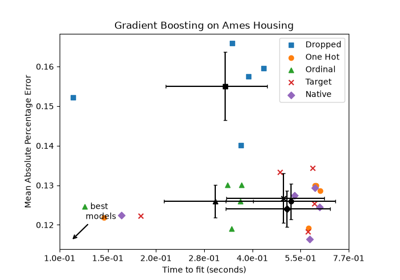 Gradient Boosting on Ames Housing
Mean Absolute Percentage Error
0.16
0.15
0.14
0.13
0.12
Dropped
One Hot
Ordinal
Target
Native
best
models
1.0e-01
1.5e-01
2.0e-01
2.8e-01
4.0e-01
5.5e-01
7.7e-01
Time to fit (seconds)